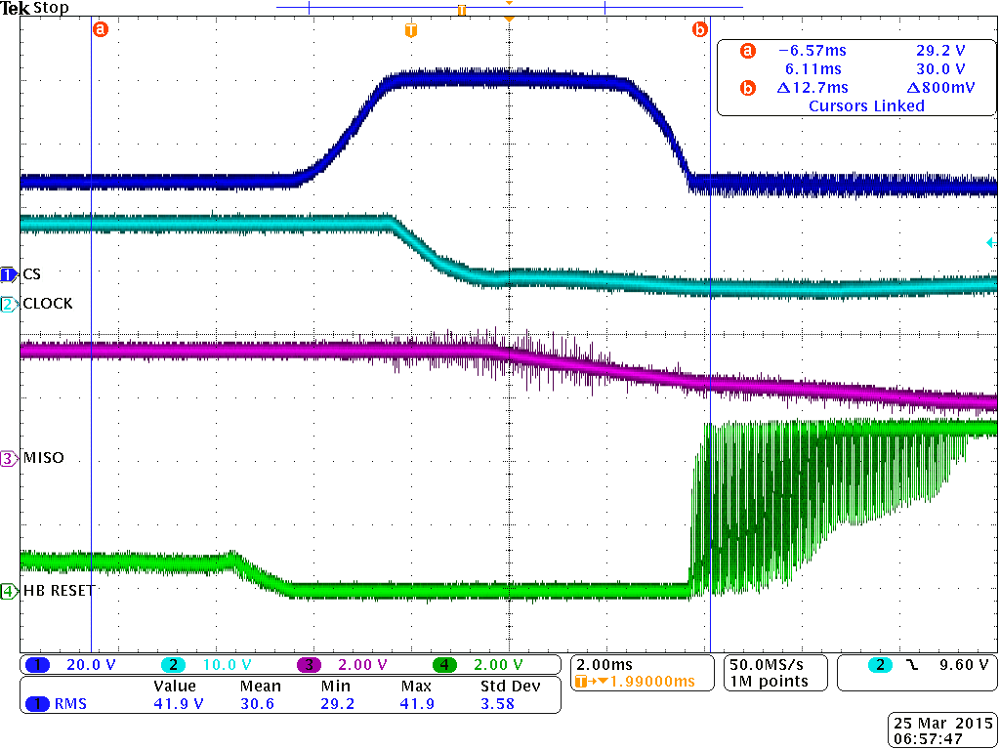 Tek Stop
T
a T b
a −6.57ms 29.2 V
6.11ms 30.0 V
b Δ12.7ms Δ800mV
Cursors Linked
1 CS
2 CLOCK
3 MISO
4 HB RESET
1 20.0 V 2 10.0 V 3 2.00 V 4 2.00 V
2.00ms
T→▼1.99000ms
50.0MS/s
1M points
2 9.60 V
Value Mean Min Max Std Dev
1 RMS 41.9 V 30.6 29.2 41.9 3.58
25 Mar 2015
06:57:47